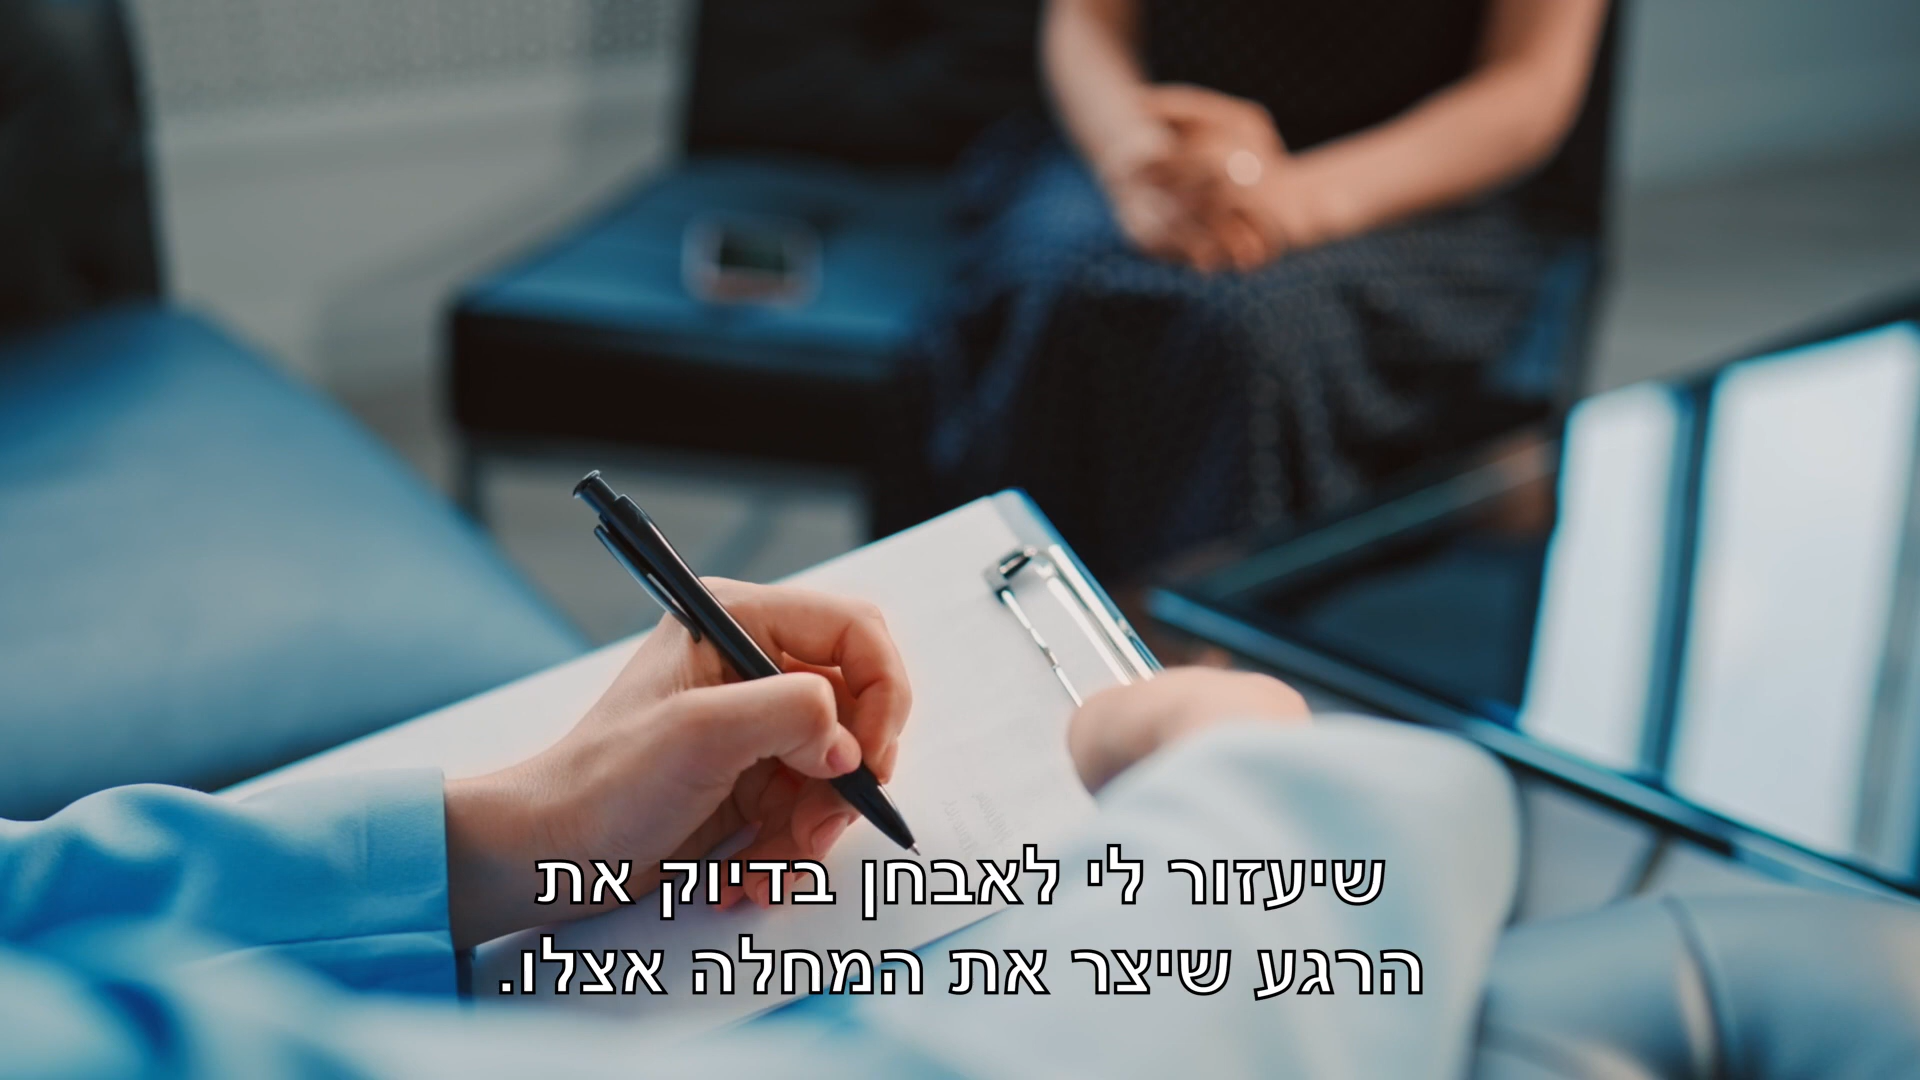 שיעזור לי לאבחן בדיוק את
הרגע שיצר את המחלה אצלו.